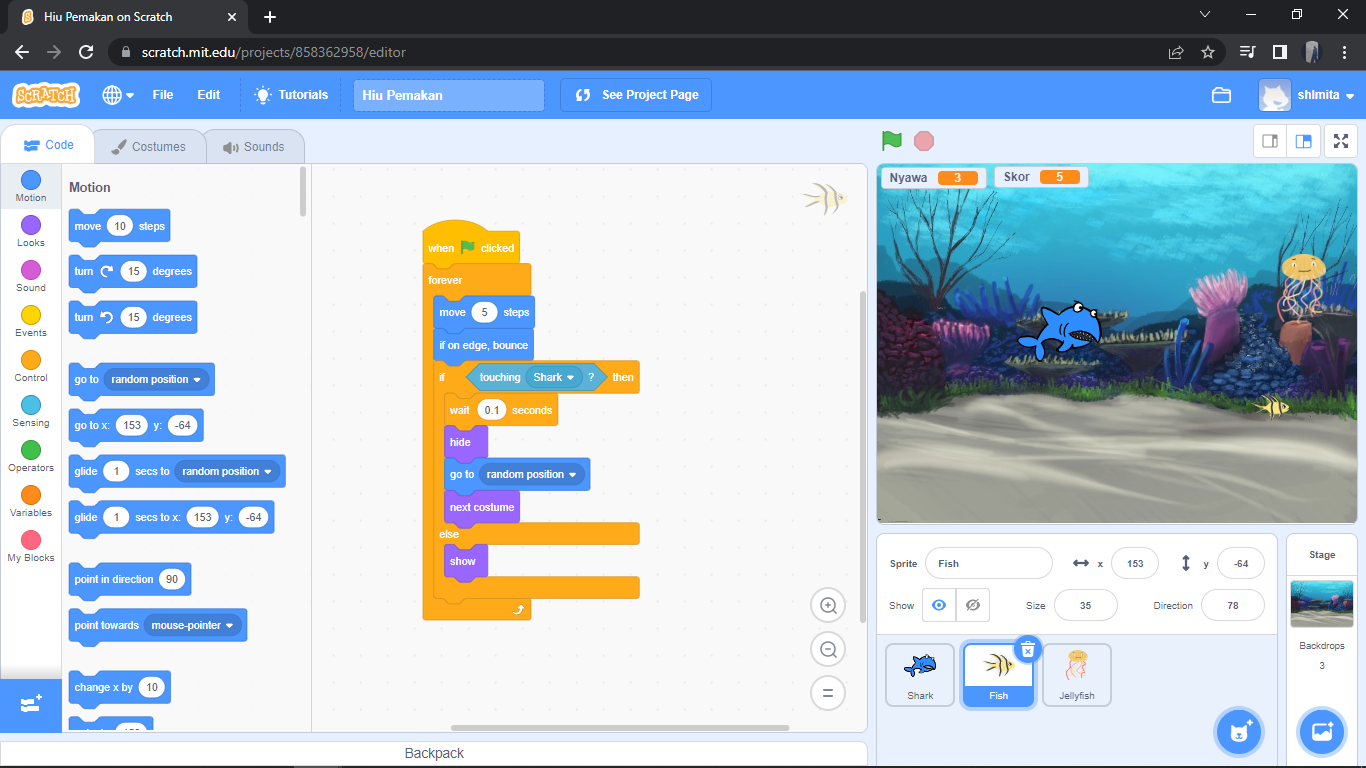 Hiu Pemakan on Scratch
scratch.mit.edu/projects/858362958/editor
SCRATCH File Edit Tutorials Hiu Pemakan See Project Page shlmita
Code Costumes Sounds
Motion
Looks
Sound
Events
Control
Sensing
Operators
Variables
My Blocks
Motion
move 10 steps
turn 15 degrees
turn 15 degrees
go to random position
go to x: 153 y: -64
glide 1 secs to random position
glide 1 secs to x: 153 y: -64
point in direction 90
point towards mouse-pointer
change x by 10
when clicked
forever
move 5 steps
if on edge, bounce
if touching Shark ? then
wait 0.1 seconds
hide
go to random position
next costume
else
show
Backpack
Nyawa 3 Skor 5
Sprite Fish x 153 y -64
Show Size 35 Direction 78
Shark
Fish
Jellyfish
Stage
Backdrops
3